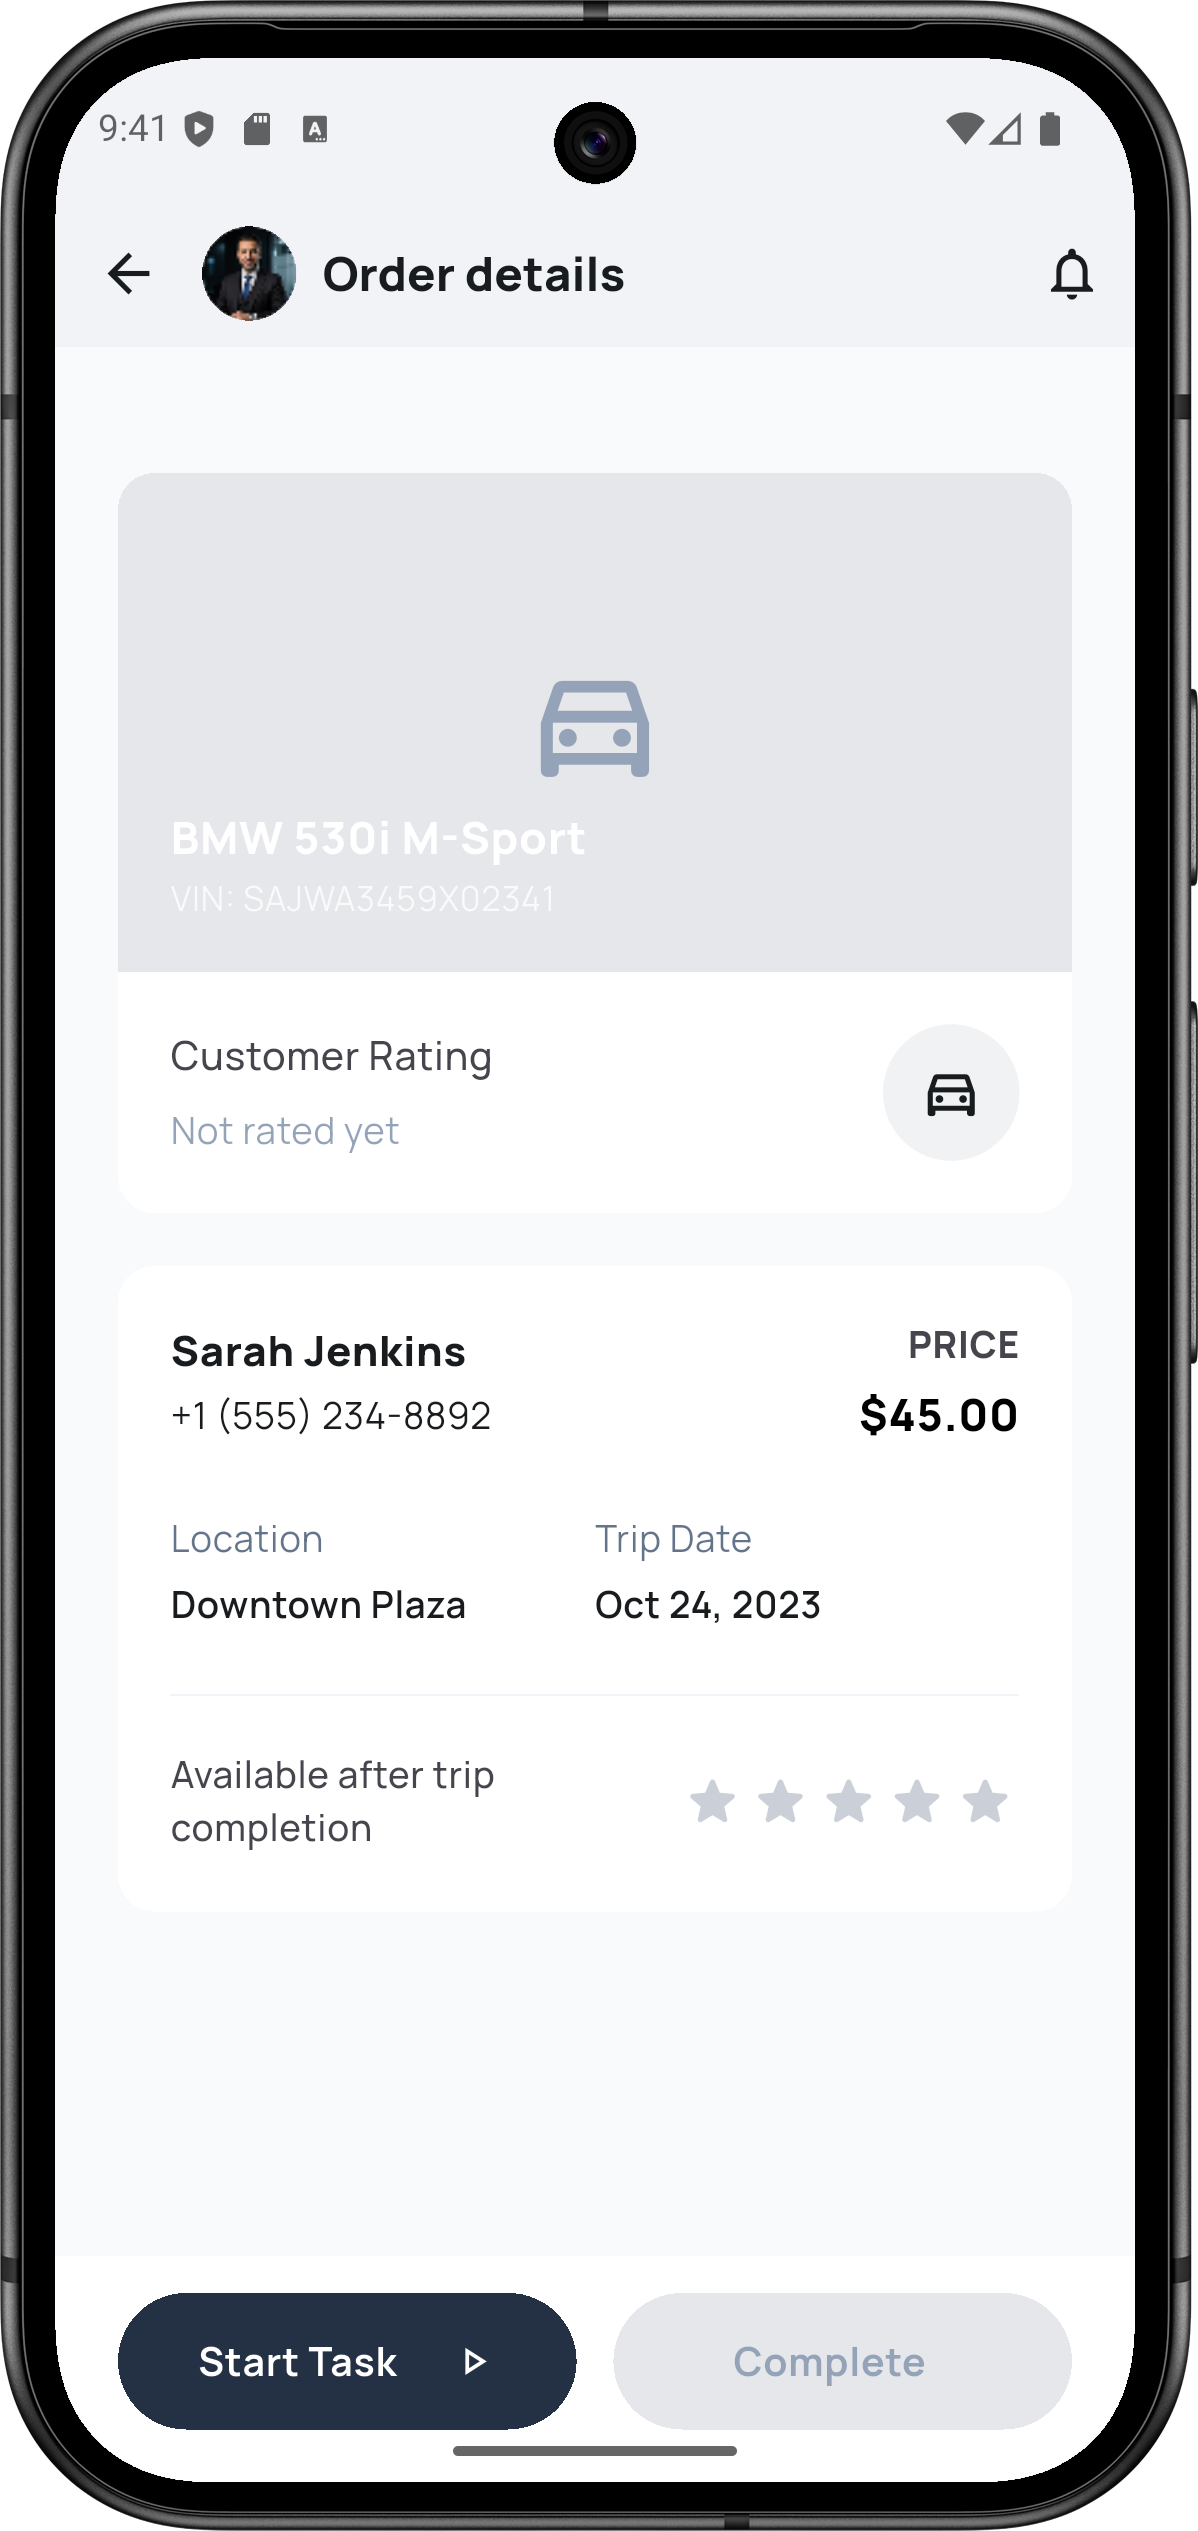 9:41
Order details
BMW 530i M-Sport
VIN: SAJWA3459X02341
Customer Rating
Not rated yet
Sarah Jenkins
PRICE
+1 (555) 234-8892
$45.00
Location
Trip Date
Downtown Plaza
Oct 24, 2023
Available after trip
completion
Start Task
Complete